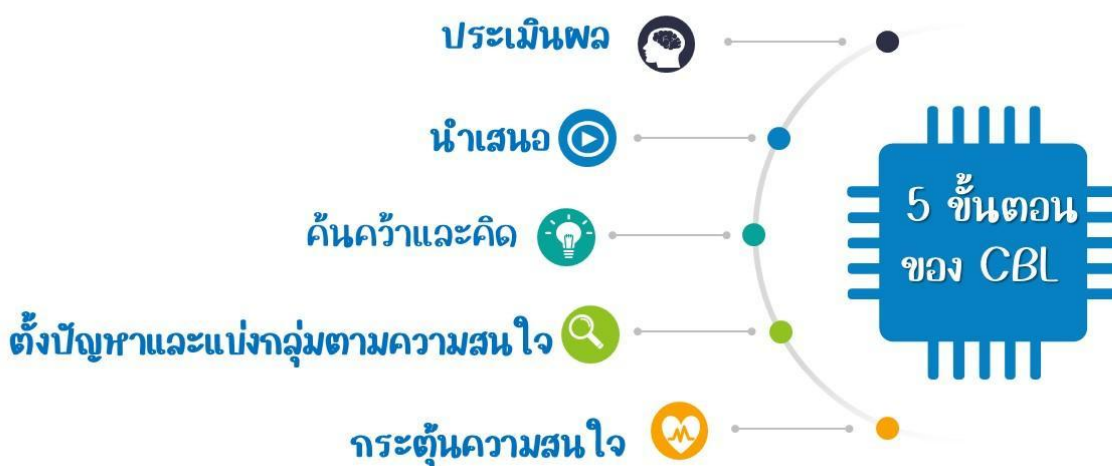 ประเมินผล
นำเสนอ
ค้นคว้าและคิด
ตั้งปัญหาและแบ่งกลุ่มตามความสนใจ
กระตุ้นความสนใจ
5 ขั้นตอน
ของ CBL